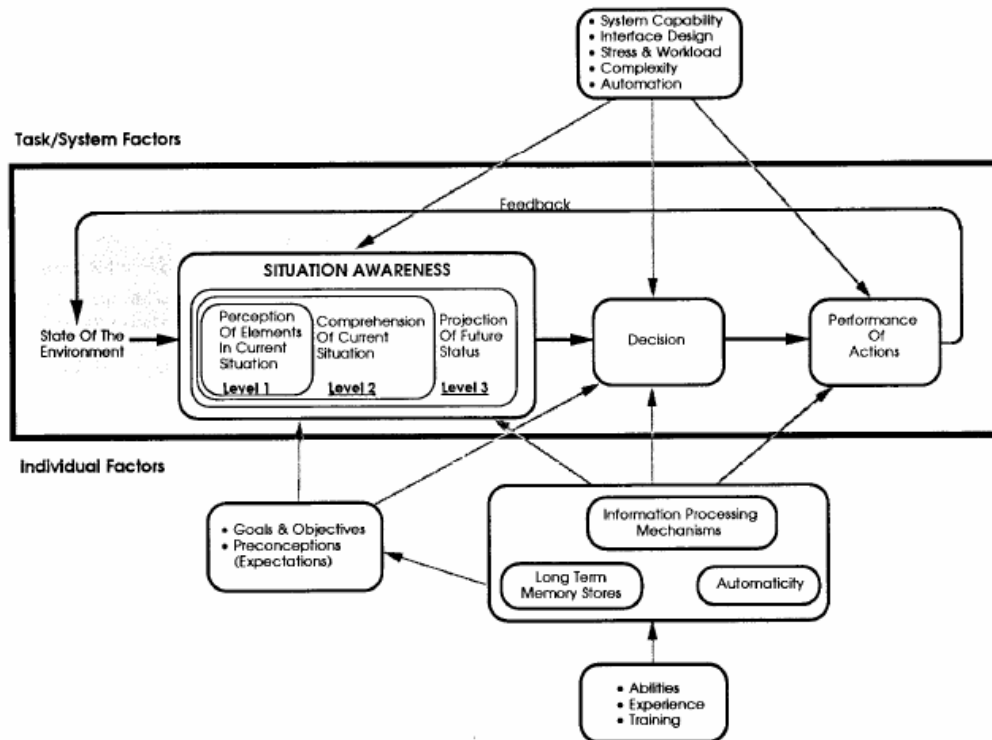 • System Capability
• Interface Design
• Stress & Workload
• Complexity
• Automation
Task/System Factors
Feedback
SITUATION AWARENESS
State Of The
Environment
Perception
Of Elements
In Current
Situation
Level 1
Comprehension
Of Current
Situation
Level 2
Projection
Of Future
Status
Level 3
Decision
Performance
Of
Actions
Individual Factors
• Goals & Objectives
• Preconceptions
(Expectations)
Information Processing
Mechanisms
Long Term
Memory Stores
Automaticity
• Abilities
• Experience
• Training